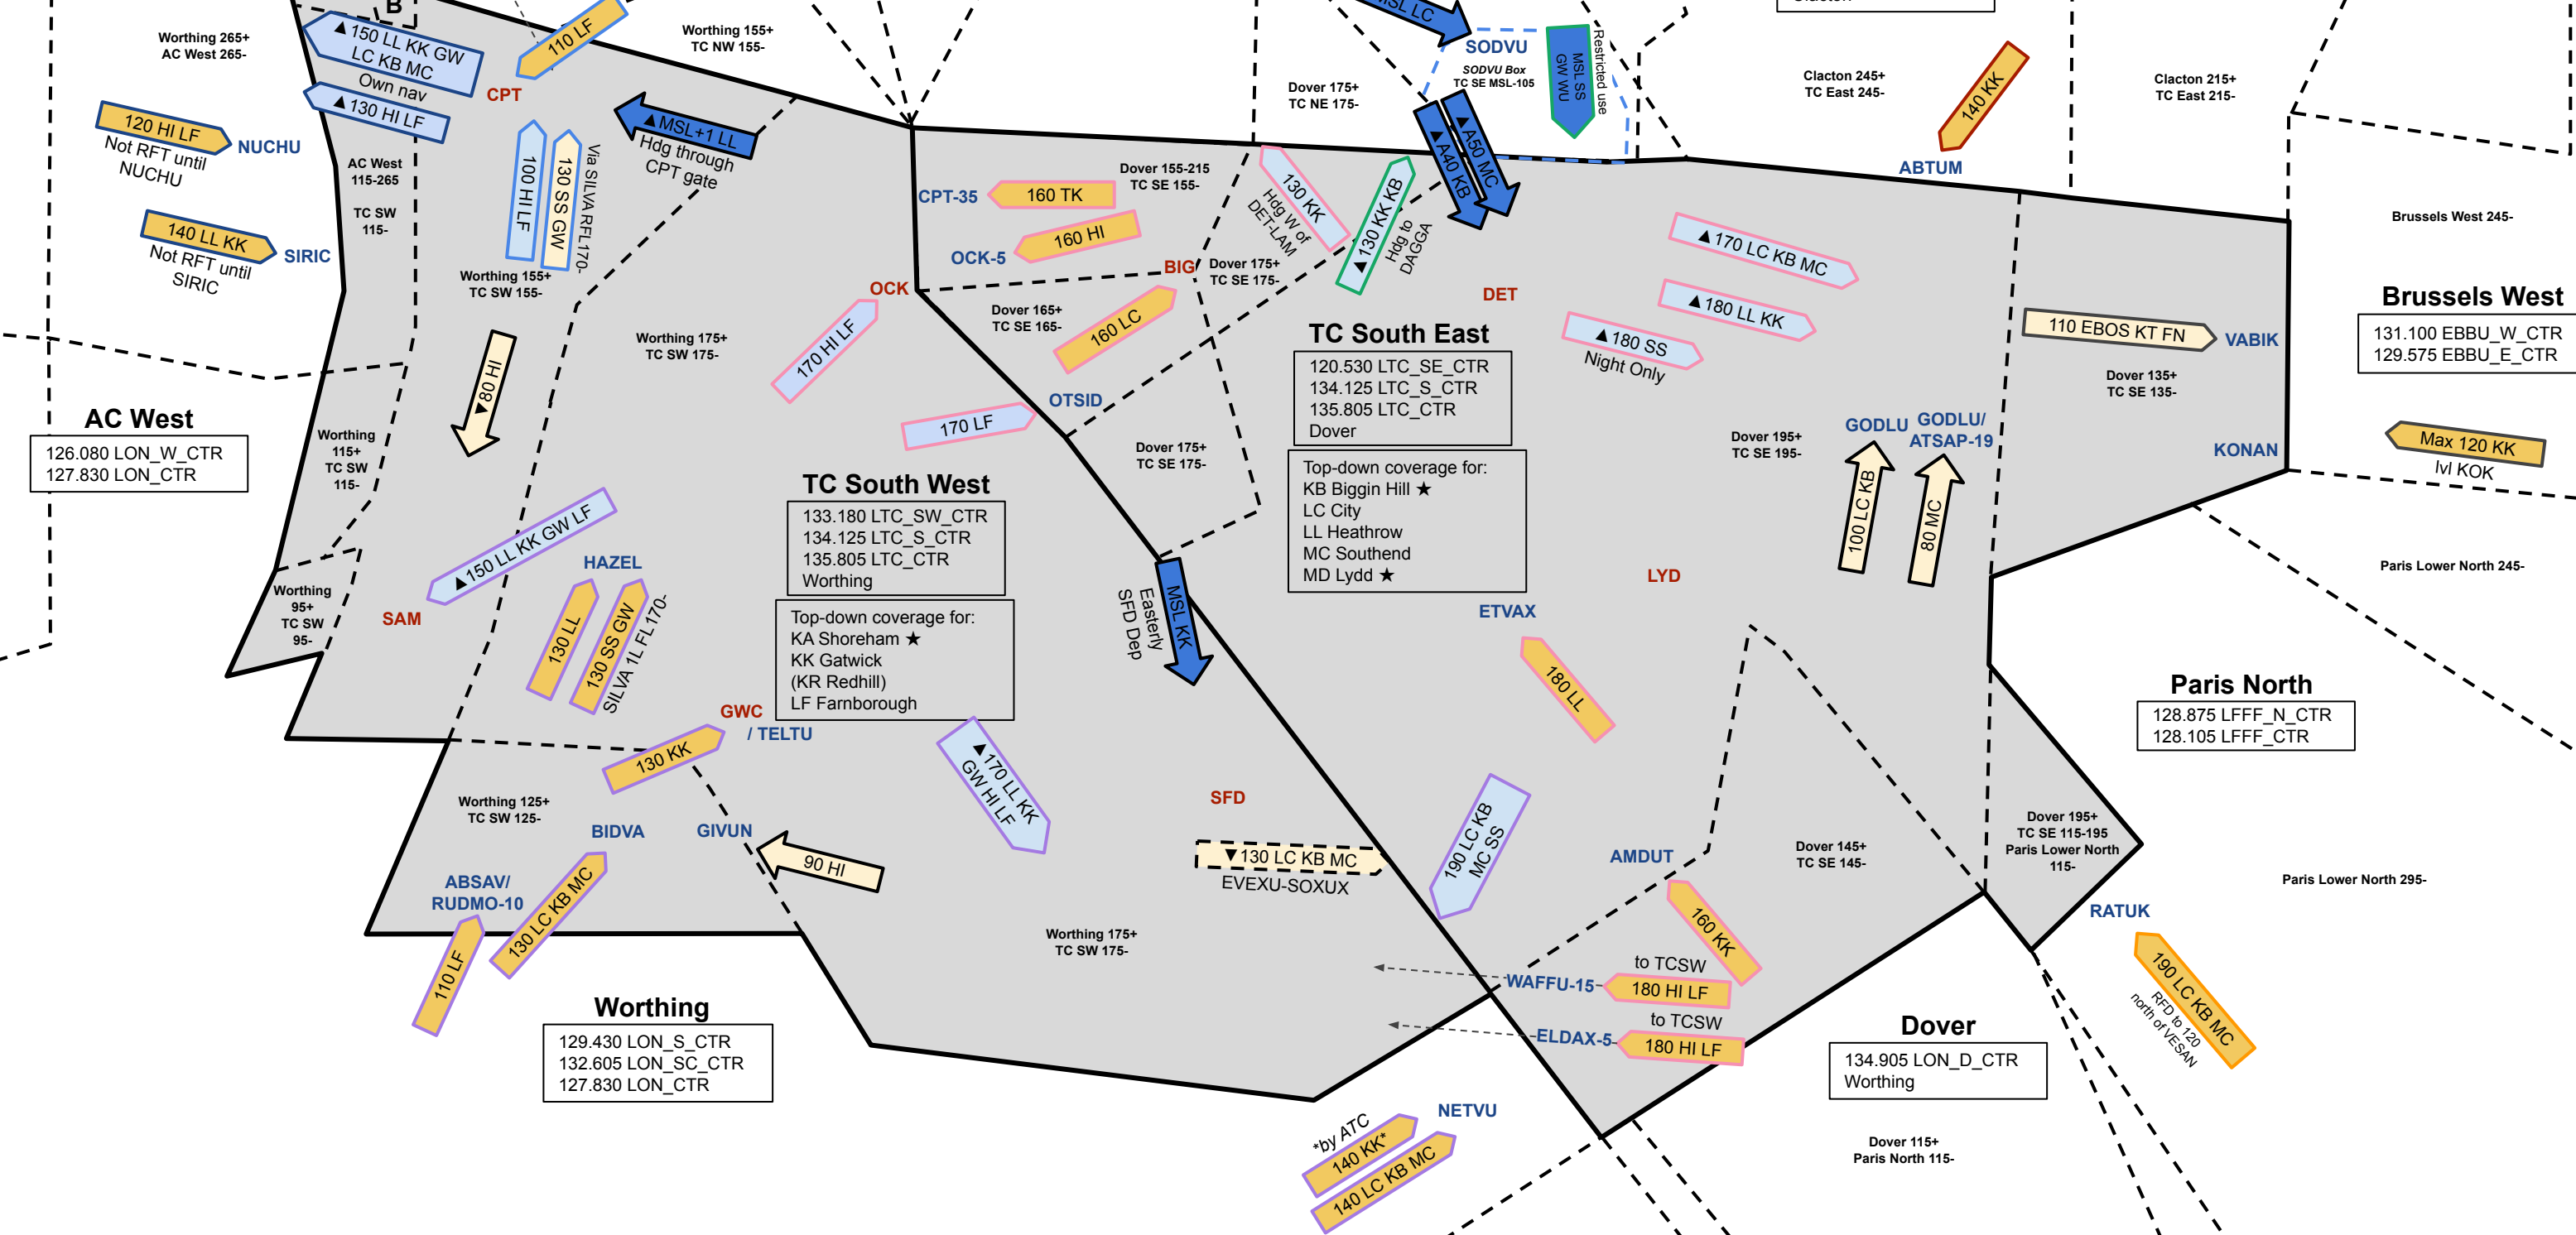 B
Worthing 265+
AC West 265-
▲150 LL KK GW
LC KB MC
Own nav
▲130 HI LF
110 LF
CPT
Worthing 155+
TC NW 155-
120 HI LF
Not RFT until
NUCHU
NUCHU
140 LL KK
Not RFT until
SIRIC
SIRIC
AC West
115-265
TC SW
115-
100 HI LF
130 SS GW
Via SILVA RFL170-
▲MSL+1 LL
Hdg through
CPT gate
Worthing 155+
TC SW 155-
▼80 HI
Worthing 175+
TC SW 175-
OCK
170 HI LF
170 LF
OTSID
CPT-35
160 TK
OCK-5
160 HI
Dover 155-215
TC SE 155-
BIG
Dover 165+
TC SE 165-
160 LC
Dover 175+
TC SE 175-
130 KK
Hdg W of
DET-LAM
▲130 KK KB
Hdg to
DAGGA
Dover 175+
TC NE 175-
MSL LC
SODVU
SODVU Box
TC SE MSL-105
MSL SS
GW WU
Restricted use
▲A40 KB
▲A50 MC
Clacton 245+
TC East 245-
140 KK
ABTUM
Clacton 215+
TC East 215-
Brussels West 245-
Brussels West
131.100 EBBU_W_CTR
129.575 EBBU_E_CTR
DET
▲170 LC KB MC
▲180 LL KK
▲180 SS
Night Only
110 EBOS KT FN
VABIK
Dover 135+
TC SE 135-
KONAN
Max 120 KK
lvl KOK
TC South East
120.530 LTC_SE_CTR
134.125 LTC_S_CTR
135.805 LTC_CTR
Dover
Top-down coverage for:
KB Biggin Hill ★
LC City
LL Heathrow
MC Southend
MD Lydd ★
Dover 175+
TC SE 175-
Dover 195+
TC SE 195-
GODLU
100 LC KB
GODLU/
ATSAP-19
80 MC
AC West
126.080 LON_W_CTR
127.830 LON_CTR
Worthing
115+
TC SW
115-
Worthing
95+
TC SW
95-
▲150 LL KK GW LF
SAM
HAZEL
130 LL
130 SS GW
SILVA 1L FL170-
TC South West
133.180 LTC_SW_CTR
134.125 LTC_S_CTR
135.805 LTC_CTR
Worthing
Top-down coverage for:
KA Shoreham ★
KK Gatwick
(KR Redhill)
LF Farnborough
MSL KK
Easterly
SFD Dep
LYD
ETVAX
180 LL
Paris Lower North 245-
Paris North
128.875 LFFF_N_CTR
128.105 LFFF_CTR
GWC
/ TELTU
130 KK
▲170 LL KK
GW HI LF
SFD
Worthing 125+
TC SW 125-
BIDVA
GIVUN
90 HI
▼130 LC KB MC
EVEXU-SOXUX
190 LC KB
MC SS
AMDUT
160 KK
Dover 145+
TC SE 145-
Dover 195+
TC SE 115-195
Paris Lower North
115-
Paris Lower North 295-
ABSAV/
RUDMO-10
110 LF
130 LC KB MC
Worthing 175+
TC SW 175-
to TCSW
WAFFU-15
180 HI LF
to TCSW
ELDAX-5
180 HI LF
RATUK
190 LC KB MC
RFD to 120
north of VESAN
Worthing
129.430 LON_S_CTR
132.605 LON_SC_CTR
127.830 LON_CTR
Dover
134.905 LON_D_CTR
Worthing
NETVU
*by ATC
140 KK*
140 LC KB MC
Dover 115+
Paris North 115-